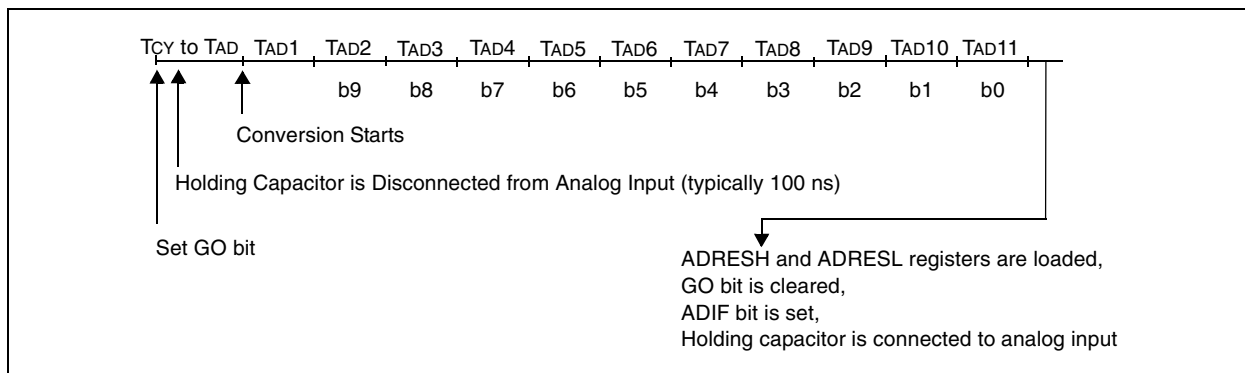 TCY to TAD TAD1 TAD2 TAD3 TAD4 TAD5 TAD6 TAD7 TAD8 TAD9 TAD10 TAD11
b9 b8 b7 b6 b5 b4 b3 b2 b1 b0
Conversion Starts
Holding Capacitor is Disconnected from Analog Input (typically 100 ns)
Set GO bit
ADRESH and ADRESL registers are loaded,
GO bit is cleared,
ADIF bit is set,
Holding capacitor is connected to analog input